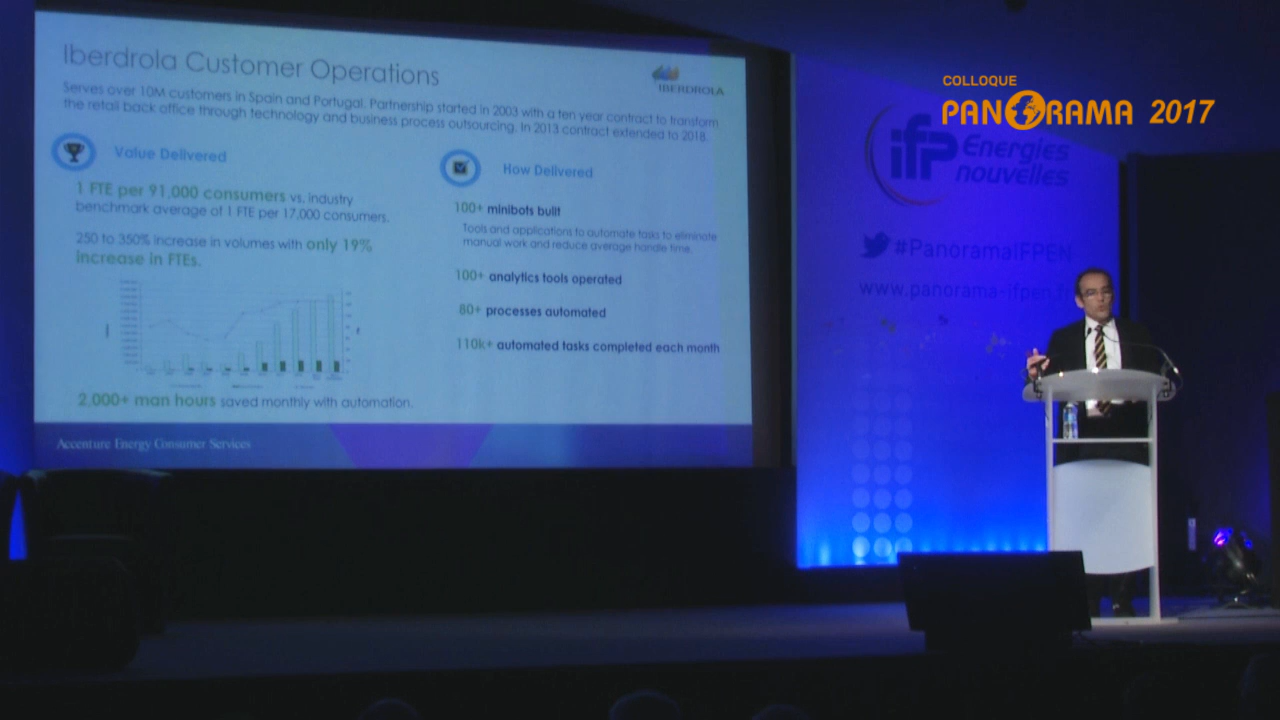 Iberdrola Customer Operations
IBERDROLA
Serves over 10M customers in Spain and Portugal. Partnership started in 2003 with a ten year contract to transform
the retail back office through technology and business process outsourcing. In 2013 contract extended to 2018.
Value Delivered
1 FTE per 91,000 consumers vs. industry
benchmark average of 1 FTE per 17,000 consumers.
250 to 350% increase in volumes with only 19%
increase in FTEs.
2,000+ man hours saved monthly with automation.
How Delivered
100+ minibots built
Tools and applications to automate tasks to eliminate
manual work and reduce average handle time.
100+ analytics tools operated
80+ processes automated
110k+ automated tasks completed each month
Accenture Energy Consumer Services
COLLOQUE
PANORAMA 2017
ifp Energies
nouvelles
#PanoramaIFPEN
www.panorama-ifpen.fr